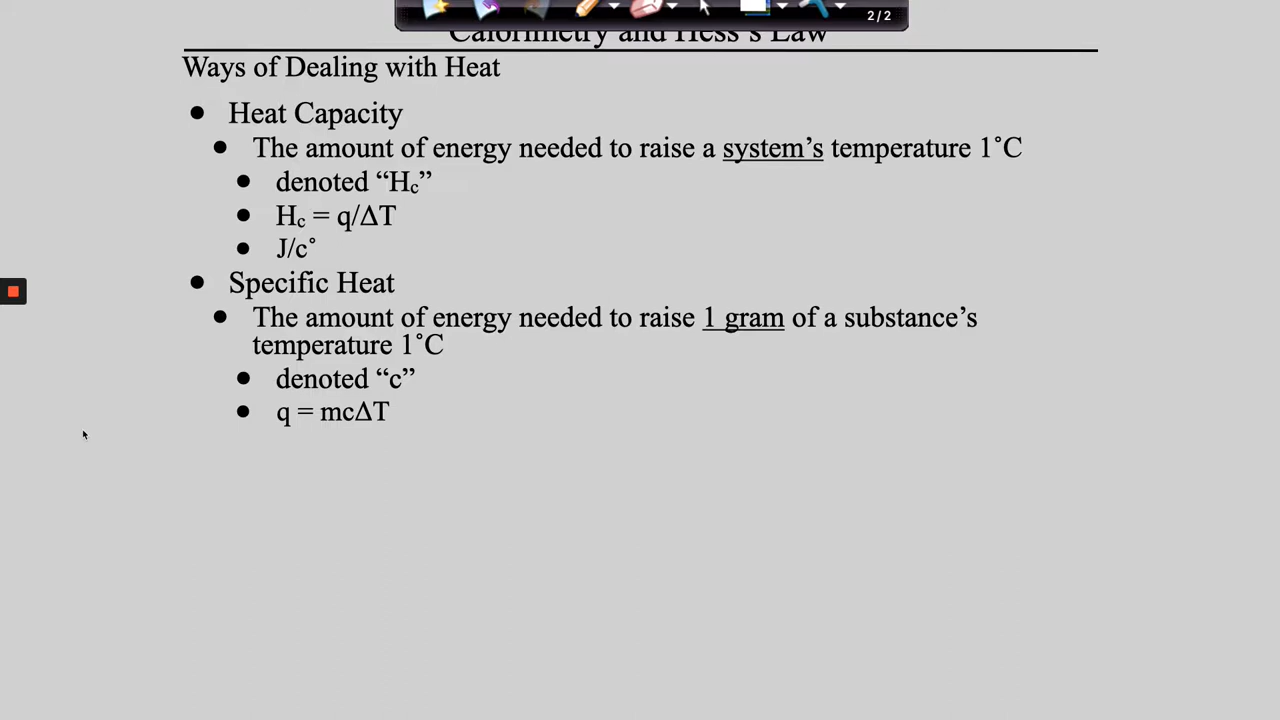 2/2
Calorimetry and Hess’s Law
Ways of Dealing with Heat
● Heat Capacity
● The amount of energy needed to raise a system’s temperature 1˚C
● denoted “Hc”
● Hc = q/ΔT
● J/c˚
● Specific Heat
● The amount of energy needed to raise 1 gram of a substance’s
temperature 1˚C
● denoted “c”
● q = mcΔT